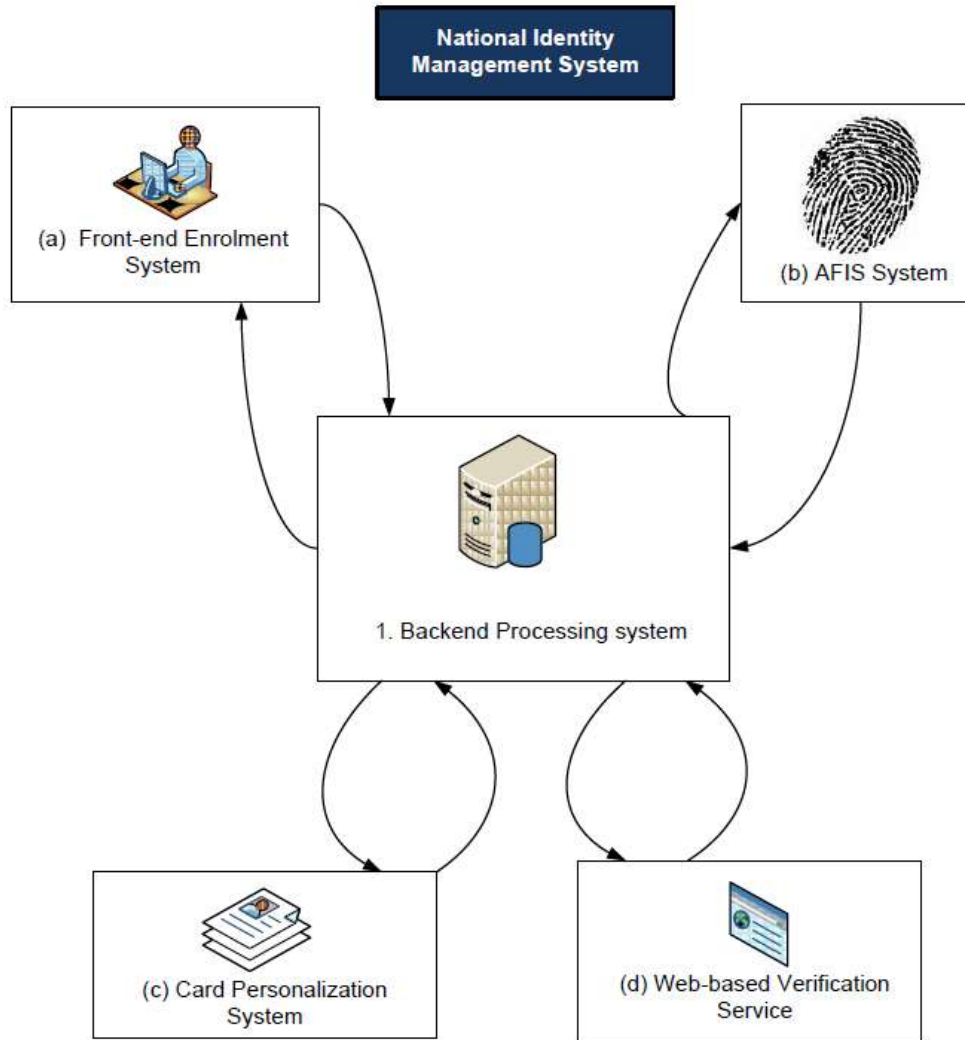 National Identity
Management System
(a) Front-end Enrolment
System
(b) AFIS System
1. Backend Processing system
(c) Card Personalization
System
(d) Web-based Verification
Service